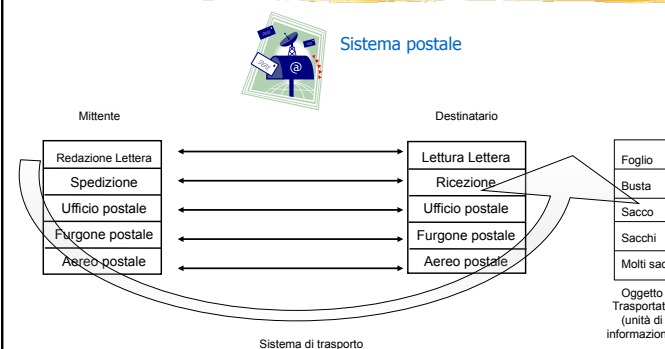 Sistema postale
Mittente
Destinatario
Redazione Lettera
Lettura Lettera
Foglio
Spedizione
Ricezione
Busta
Ufficio postale
Ufficio postale
Sacco
Furgone postale
Furgone postale
Sacchi
Aereo postale
Aereo postale
Molti
Oggetto
(unità di
Sistema di trasporto
@